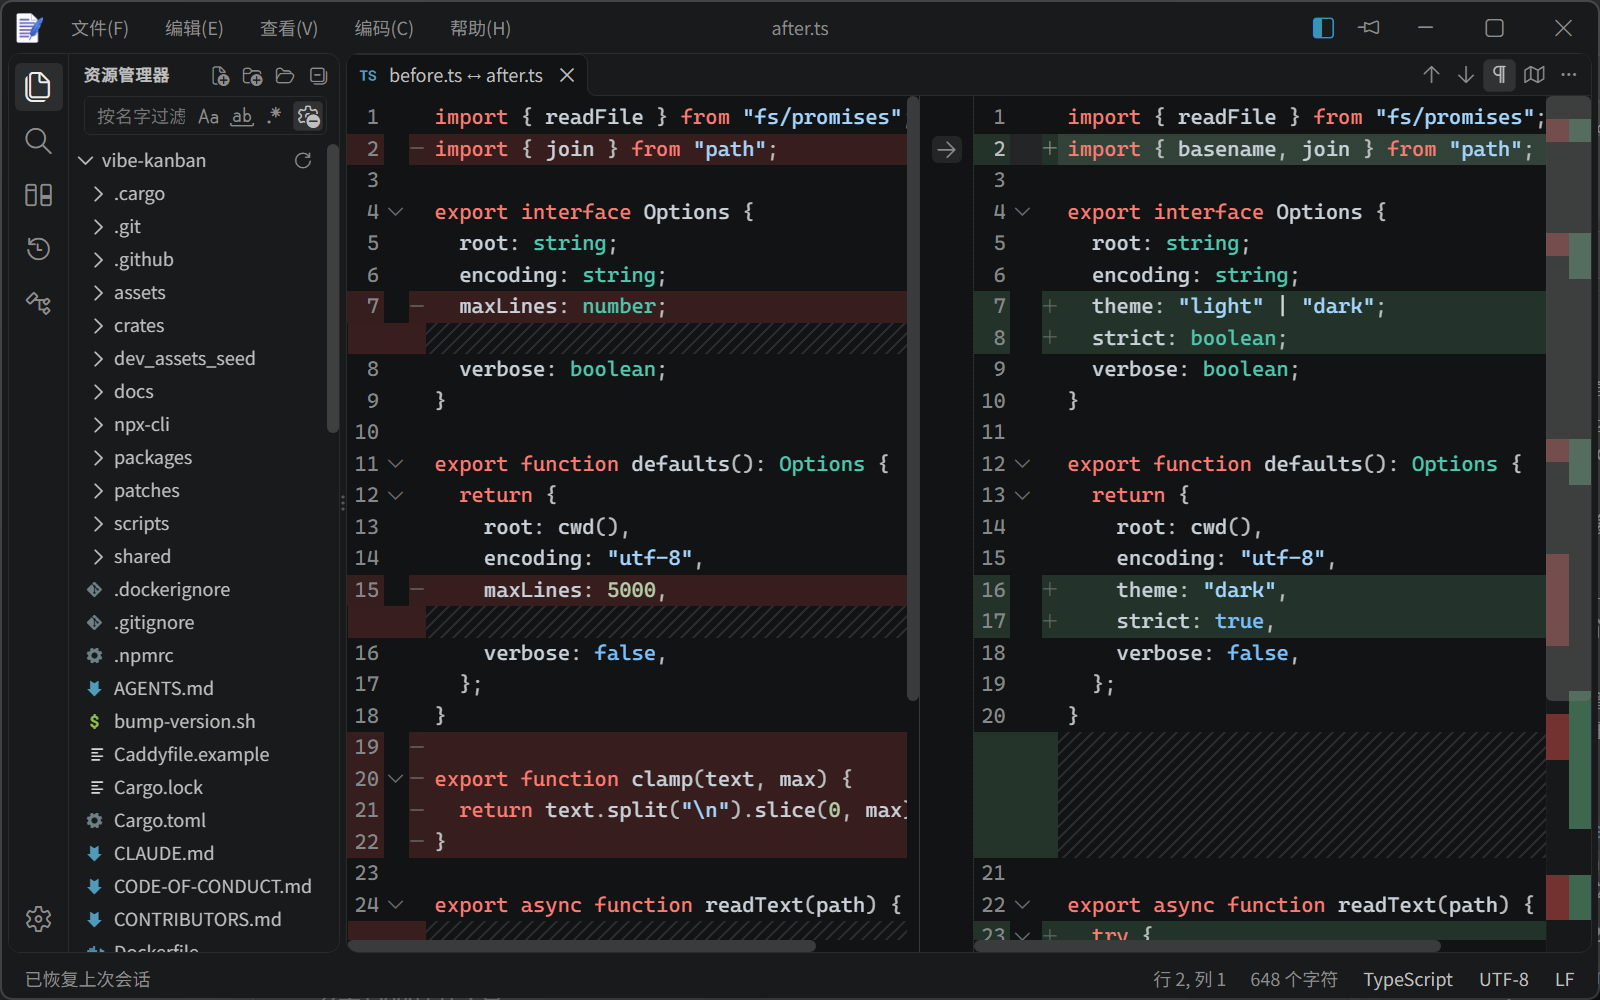 文件(F) 编辑(E) 查看(V) 编码(C) 帮助(H) after.ts
资源管理器
按名字过滤 Aa ab .*
vibe-kanban
.cargo
.git
.github
assets
crates
dev_assets_seed
docs
npx-cli
packages
patches
scripts
shared
.dockerignore
.gitignore
.npmrc
AGENTS.md
$ bump-version.sh
Caddyfile.example
Cargo.lock
Cargo.toml
CLAUDE.md
CODE-OF-CONDUCT.md
CONTRIBUTORS.md
Dockerfile
TS before.ts↔after.ts
1 import { readFile } from "fs/promises"
2 − import { join } from "path";
3
4 export interface Options {
5 root: string;
6 encoding: string;
7 − maxLines: number;
8 verbose: boolean;
9 }
10
11 export function defaults(): Options {
12 return {
13 root: cwd(),
14 encoding: "utf-8",
15 − maxLines: 5000,
16 verbose: false,
17 };
18 }
19 −
20 − export function clamp(text, max) {
21 − return text.split("\n").slice(0, max
22 − }
23
24 export async function readText(path) {
1 import { readFile } from "fs/promises";
2 + import { basename, join } from "path";
3
4 export interface Options {
5 root: string;
6 encoding: string;
7 + theme: "light" | "dark";
8 + strict: boolean;
9 verbose: boolean;
10 }
11
12 export function defaults(): Options {
13 return {
14 root: cwd(),
15 encoding: "utf-8",
16 + theme: "dark",
17 + strict: true,
18 verbose: false,
19 };
20 }
21
22 export async function readText(path) {
23 + try {
已恢复上次会话 行 2, 列 1 648 个字符 TypeScript UTF-8 LF